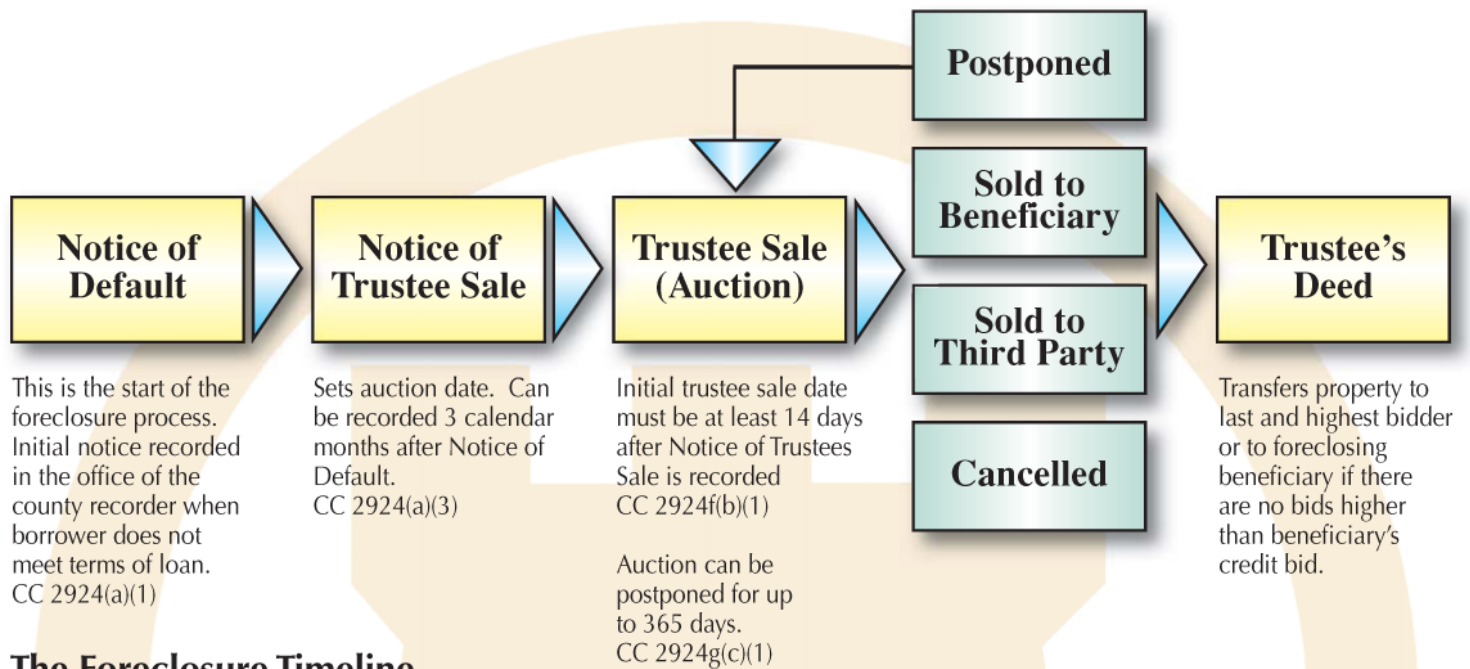 Postponed
Notice of
Default
Notice of
Trustee Sale
Trustee Sale
(Auction)
Sold to
Beneficiary
Sold to
Third Party
Cancelled
Trustee's
Deed
This is the start of the
foreclosure process.
Initial notice recorded
in the office of the
county recorder when
borrower does not
meet terms of loan.
CC 2924(a)(1)
Sets auction date. Can
be recorded 3 calendar
months after Notice of
Default.
CC 2924(a)(3)
Initial trustee sale date
must be at least 14 days
after Notice of Trustees
Sale is recorded
CC 2924f(b)(1)
Auction can be
postponed for up
to 365 days.
CC 2924g(c)(1)
Transfers property to
last and highest bidder
or to foreclosing
beneficiary if there
are no bids higher
than beneficiary's
credit bid.
The Foreclosure Timeline